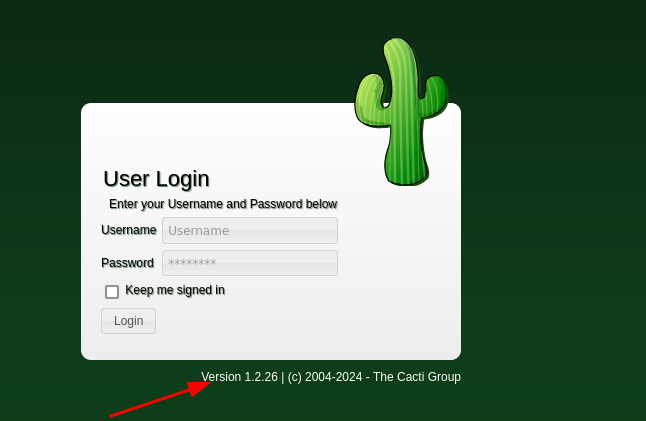 User Login
Enter your Username and Password below
Username Username
Password ********
Keep me signed in
Login
Version 1.2.26 | (c) 2004-2024 - The Cacti Group